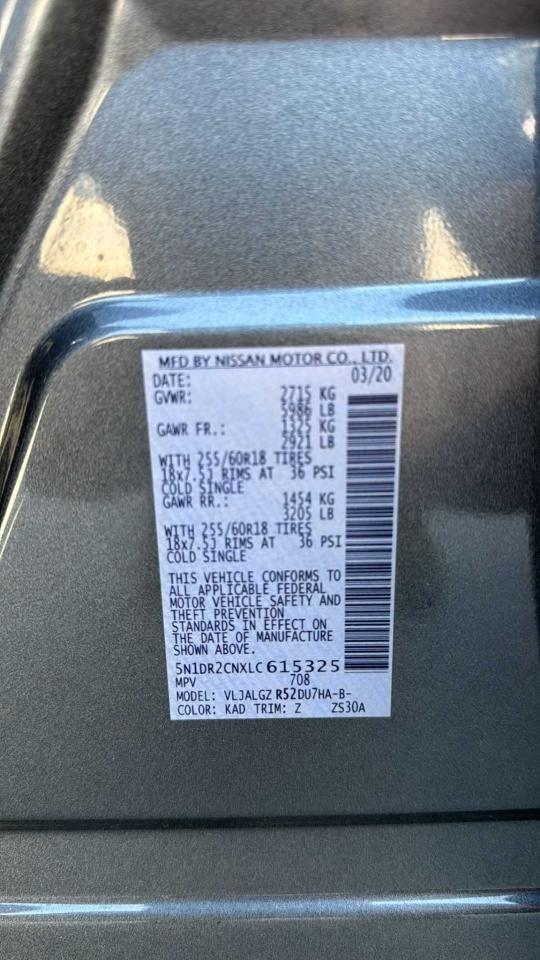 MFD BY NISSAN MOTOR CO., LTD.
DATE: 03/20
GVWR: 2715 KG
5986 LB
GAWR FR.: 1325 KG
2921 LB
WITH 255/60R18 TIRES
18x7.5J RIMS AT 36 PSI
COLD SINGLE
GAWR RR.: 1454 KG
3205 LB
WITH 255/60R18 TIRES
18x7.5J RIMS AT 36 PSI
COLD SINGLE
THIS VEHICLE CONFORMS TO
ALL APPLICABLE FEDERAL
MOTOR VEHICLE SAFETY AND
THEFT PREVENTION
STANDARDS IN EFFECT ON
THE DATE OF MANUFACTURE
SHOWN ABOVE.
5N1DR2CNXLC615325
MPV 708
MODEL: VLJALGZ R52DU7HA-B-
COLOR: KAD TRIM: Z ZS30A